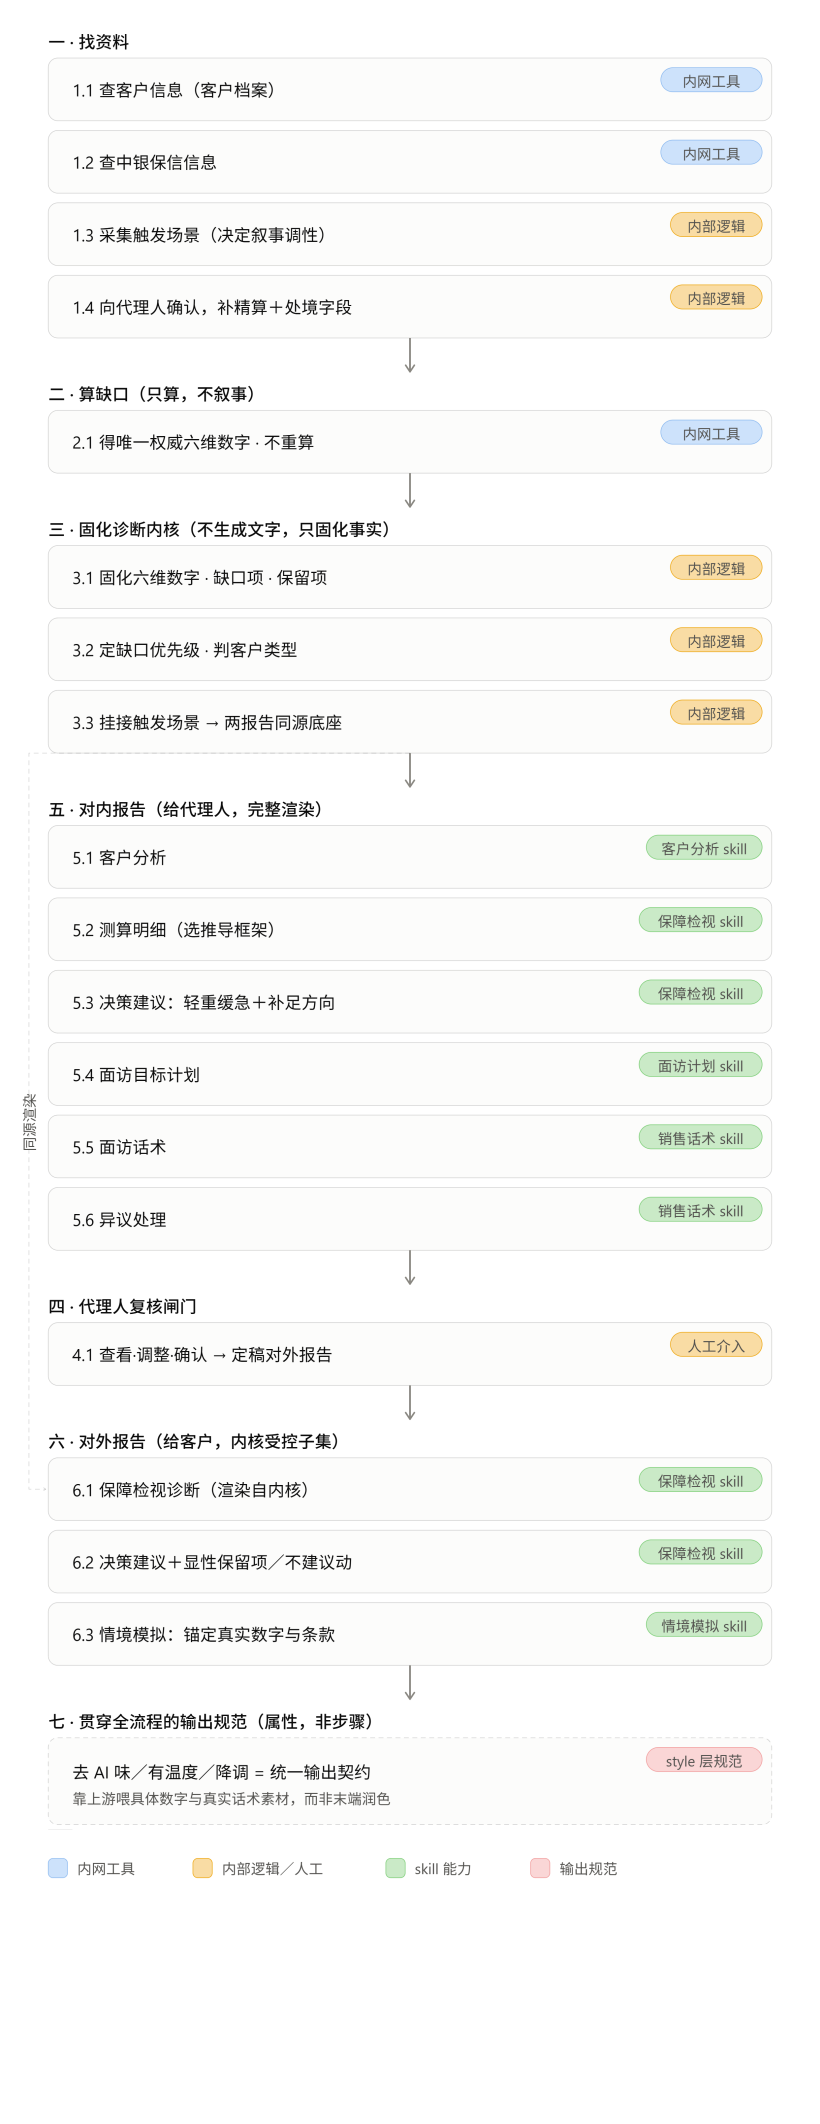 一 · 找资料
1.1 查客户信息（客户档案）
内网工具
1.2 查中银保信信息
内网工具
1.3 采集触发场景（决定叙事调性）
内部逻辑
1.4 向代理人确认，补精算＋处境字段
内部逻辑
二 · 算缺口（只算，不叙事）
2.1 得唯一权威六维数字 · 不重算
内网工具
三 · 固化诊断内核（不生成文字，只固化事实）
3.1 固化六维数字 · 缺口项 · 保留项
内部逻辑
3.2 定缺口优先级 · 判客户类型
内部逻辑
3.3 挂接触发场景 → 两报告同源底座
内部逻辑
五 · 对内报告（给代理人，完整渲染）
5.1 客户分析
客户分析 skill
5.2 测算明细（选推导框架）
保障检视 skill
5.3 决策建议：轻重缓急＋补足方向
保障检视 skill
5.4 面访目标计划
面访计划 skill
同源渲染
5.5 面访话术
销售话术 skill
5.6 异议处理
销售话术 skill
四 · 代理人复核闸门
4.1 查看·调整·确认 → 定稿对外报告
人工介入
六 · 对外报告（给客户，内核受控子集）
6.1 保障检视诊断（渲染自内核）
保障检视 skill
6.2 决策建议＋显性保留项／不建议动
保障检视 skill
6.3 情境模拟：锚定真实数字与条款
情境模拟 skill
七 · 贯穿全流程的输出规范（属性，非步骤）
去 AI 味／有温度／降调 = 统一输出契约
style 层规范
靠上游喂具体数字与真实话术素材，而非末端润色
内网工具
内部逻辑／人工
skill 能力
输出规范